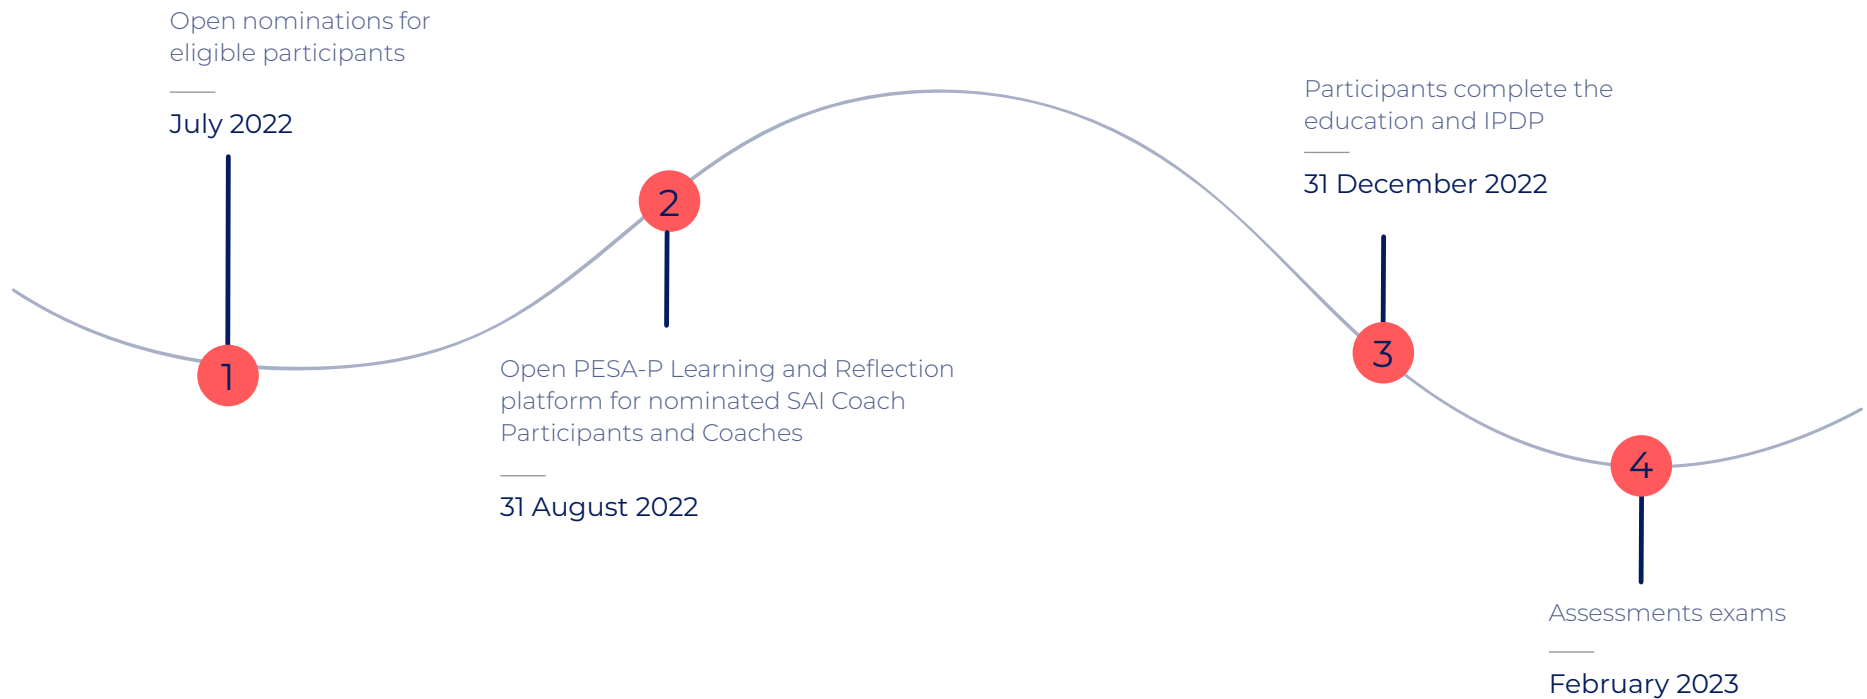 Open nominations for
eligible participants
July 2022
1
2
Open PESA-P Learning and Reflection
platform for nominated SAI Coach
Participants and Coaches
31 August 2022
Participants complete the
education and IPDP
31 December 2022
3
4
Assessments exams
February 2023